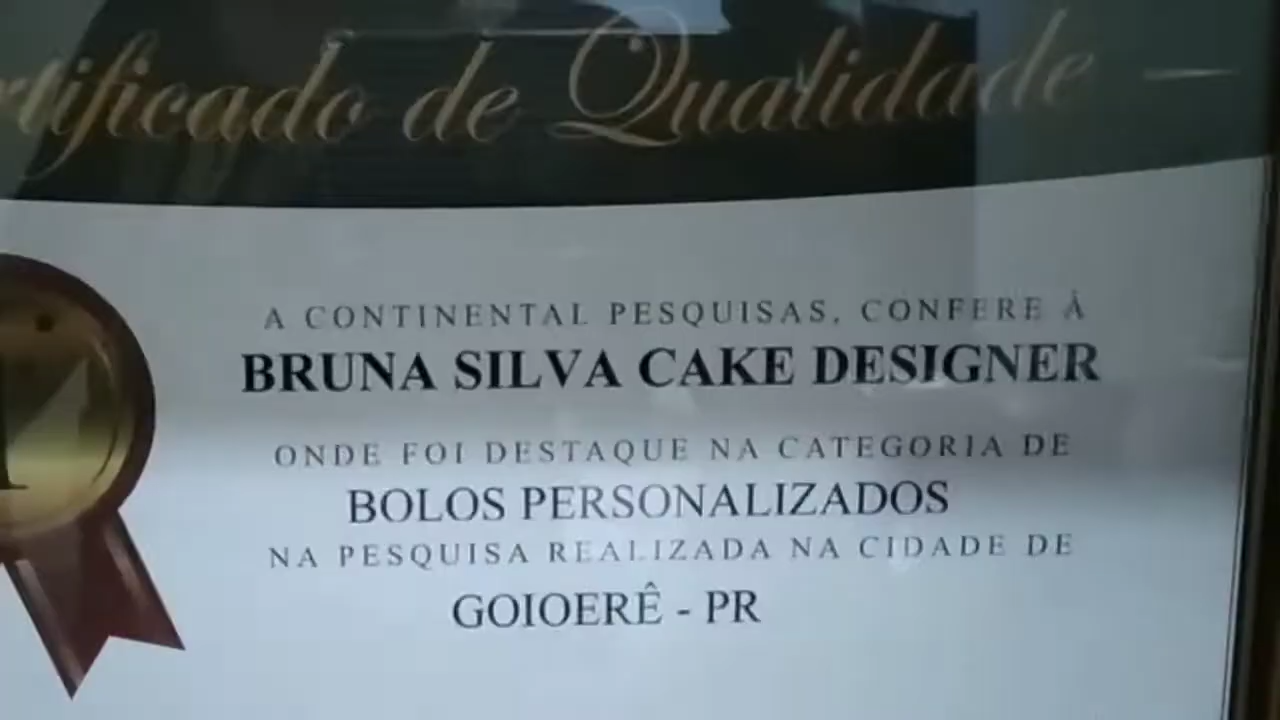 rtificado de Qualidade
A CONTINENTAL PESQUISAS, CONFERE À
BRUNA SILVA CAKE DESIGNER
ONDE FOI DESTAQUE NA CATEGORIA DE
BOLOS PERSONALIZADOS
NA PESQUISA REALIZADA NA CIDADE DE
GOIOERÊ - PR